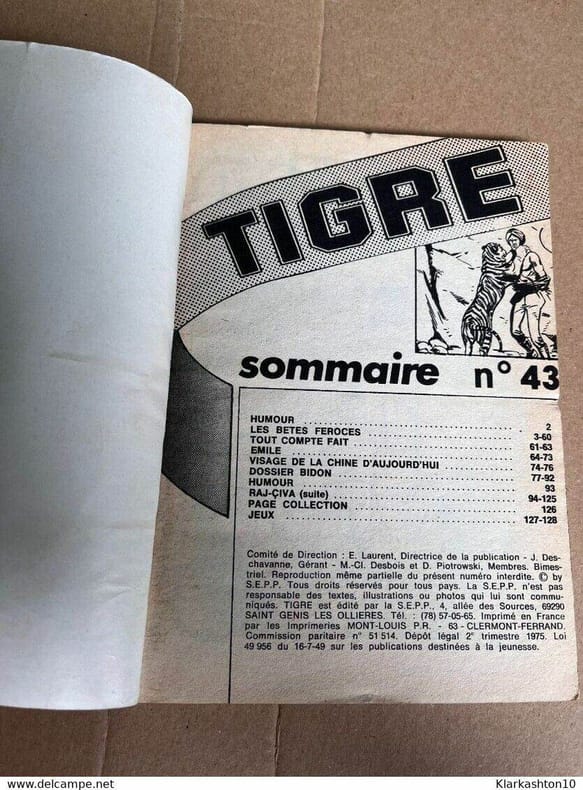 TIGRE
sommaire n° 43
HUMOUR 2
LES BETES FEROCES 3-60
TOUT COMPTE FAIT 61-63
EMILE 64-73
VISAGE DE LA CHINE D'AUJOURD'HUI 74-76
DOSSIER BIDON 77-92
HUMOUR 93
RAJ-ÇIVA (suite) 94-125
PAGE COLLECTION 126
JEUX 127-128
Comité de Direction : E. Laurent, Directrice de la publication - J. Des-
chavanne, Gérant - M.-Cl. Desbois et D. Piotrowski, Membres. Bimes-
triel. Reproduction même partielle du présent numéro interdite. © by
S.E.P.P. Tous droits réservés pour tous pays. La S.E.P.P. n'est pas
responsable des textes, illustrations ou photos qui lui sont commu-
niqués. TIGRE est édité par la S.E.P.P., 4, allée des Sources, 69290
SAINT GENIS LES OLLIERES. Tél. : (78) 57-05-65. Imprimé en France
par les Imprimeries MONT-LOUIS P.R. - 63 - CLERMONT-FERRAND.
Commission paritaire n° 51 514. Dépôt légal 2e trimestre 1975. Loi
49 956 du 16-7-49 sur les publications destinées à la jeunesse.
www.delcampe.net
Klarkashton10